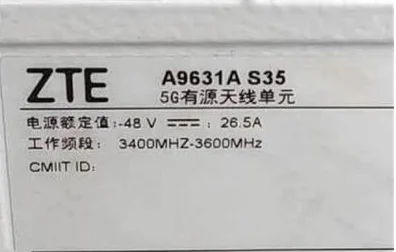 ZTE
A9631A S35
5G有源天线单元
电源额定值:-48 V ⎓: 26.5A
工作频段: 3400MHZ-3600MHz
CMIIT ID: